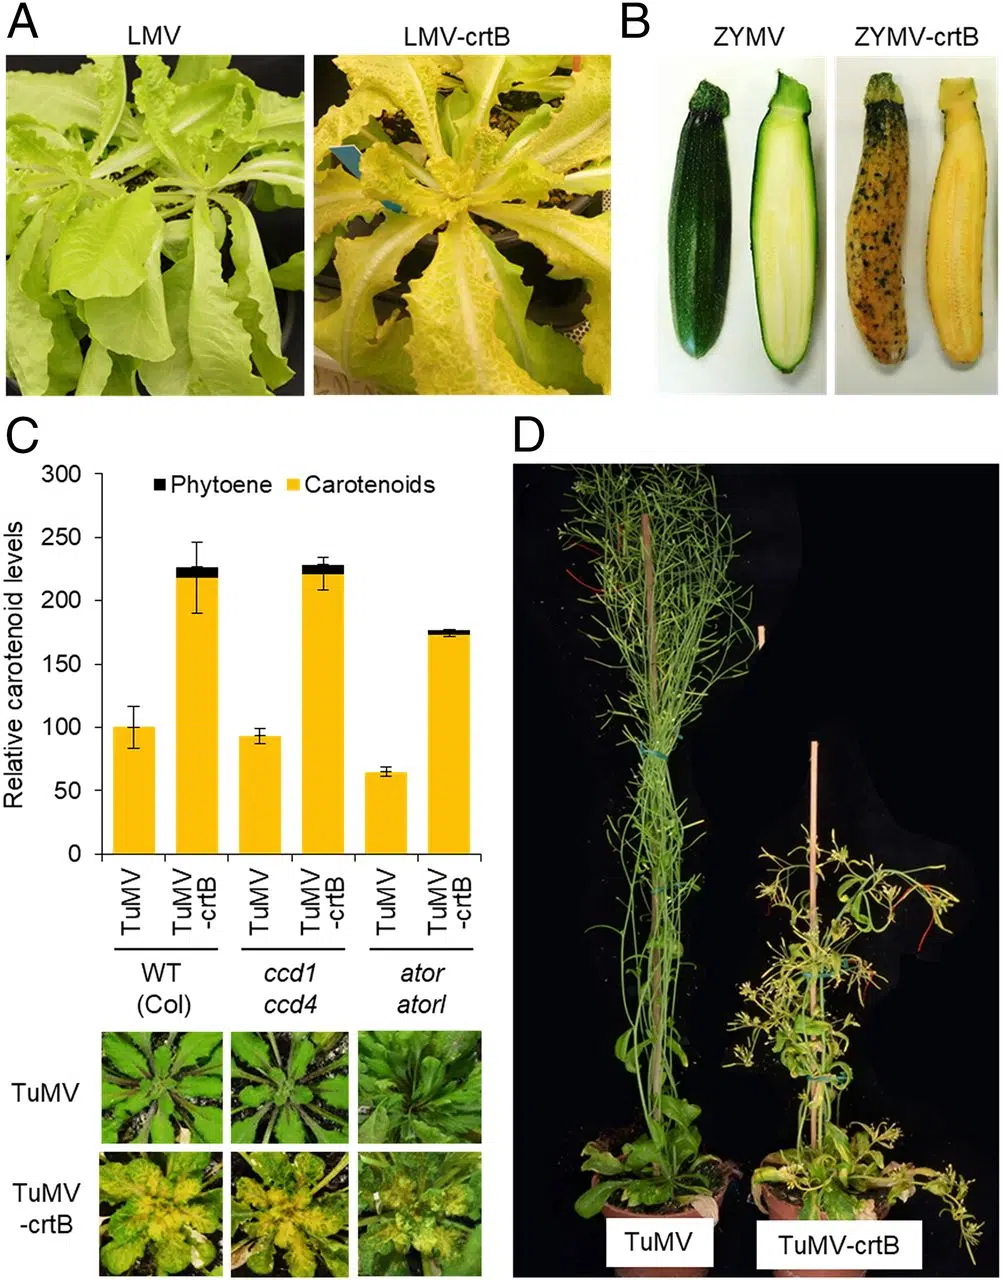 A
LMV
LMV-crtB
B
ZYMV
ZYMV-crtB
C
300
250
200
150
100
50
0
Relative carotenoid levels
Phytoene
Carotenoids
TuMV
TuMV
-crtB
TuMV
TuMV
-crtB
TuMV
TuMV
-crtB
WT
(Col)
ccd1
ccd4
ator
atorl
TuMV
TuMV
-crtB
D
TuMV
TuMV-crtB